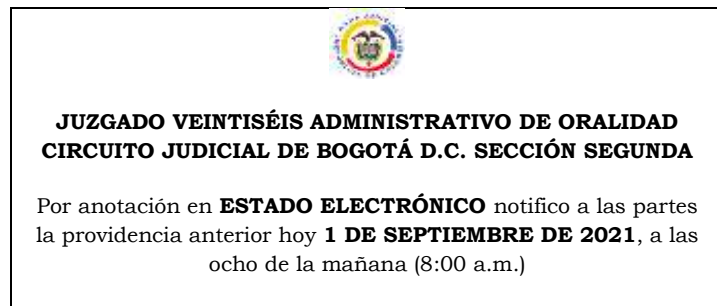 JUZGADO VEINTISÉIS ADMINISTRATIVO DE ORALIDAD
CIRCUITO JUDICIAL DE BOGOTÁ D.C. SECCIÓN SEGUNDA
Por anotación en ESTADO ELECTRÓNICO notifico a las partes
la providencia anterior hoy 1 DE SEPTIEMBRE DE 2021, a las
ocho de la mañana (8:00 a.m.)